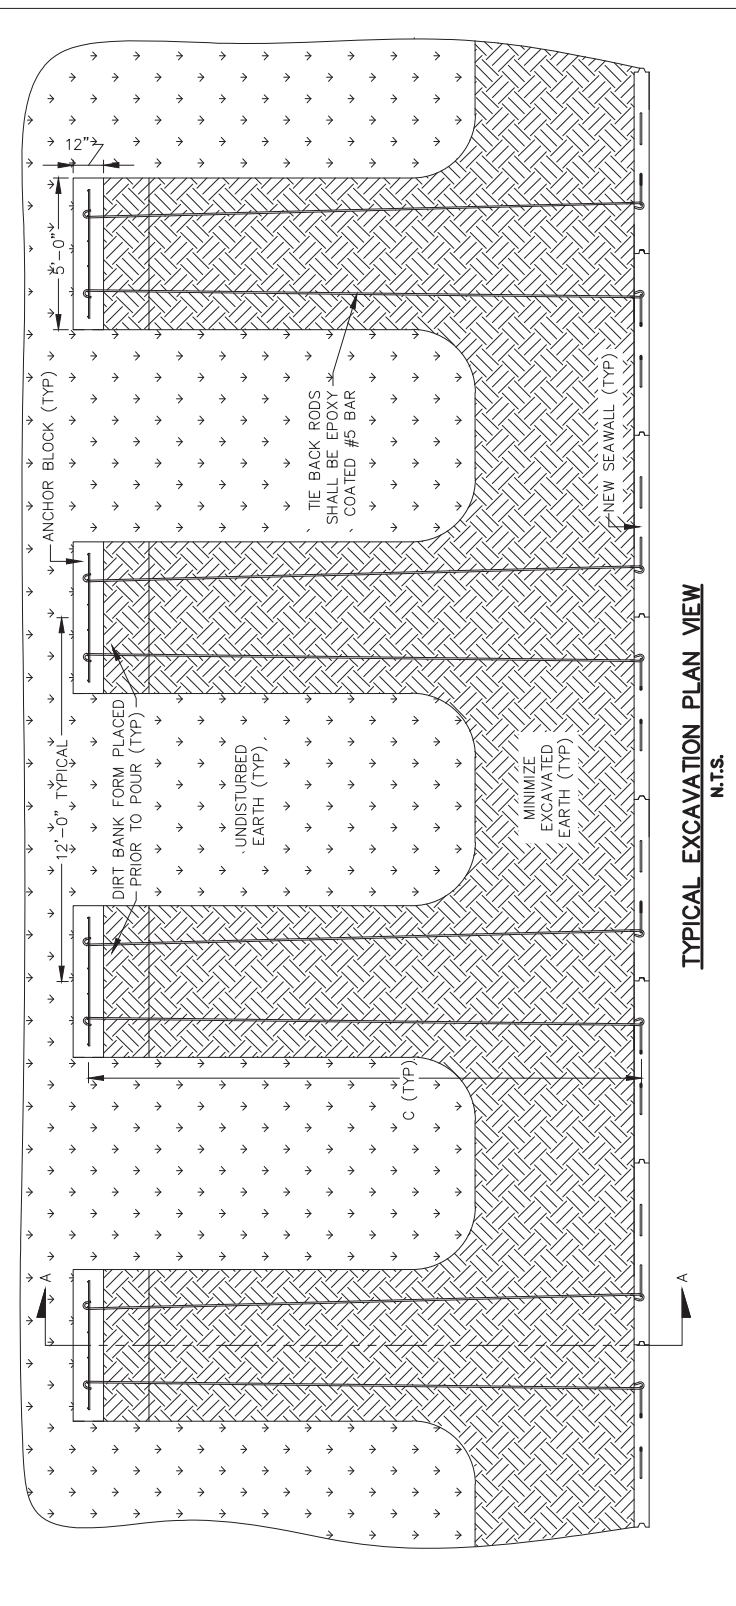 12"
5'-0"
ANCHOR BLOCK (TYP)
TIE BACK RODS
SHALL BE EPOXY
COATED #5 BAR
NEW SEAWALL (TYP)
12'-0" TYPICAL
DIRT BANK FORM PLACED
PRIOR TO POUR (TYP)
UNDISTURBED
EARTH (TYP)
MINIMIZE
EXCAVATED
EARTH (TYP)
C (TYP)
A
A
TYPICAL EXCAVATION PLAN VIEW
N.T.S.